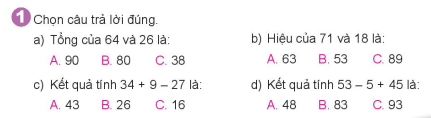 1 Chọn câu trả lời đúng.
a) Tổng của 64 và 26 là:
A. 90 B. 80 C. 38
b) Hiệu của 71 và 18 là:
A. 63 B. 53 C. 89
c) Kết quả tính 34 + 9 – 27 là:
A. 43 B. 26 C. 16
d) Kết quả tính 53 – 5 + 45 là:
A. 48 B. 83 C. 93